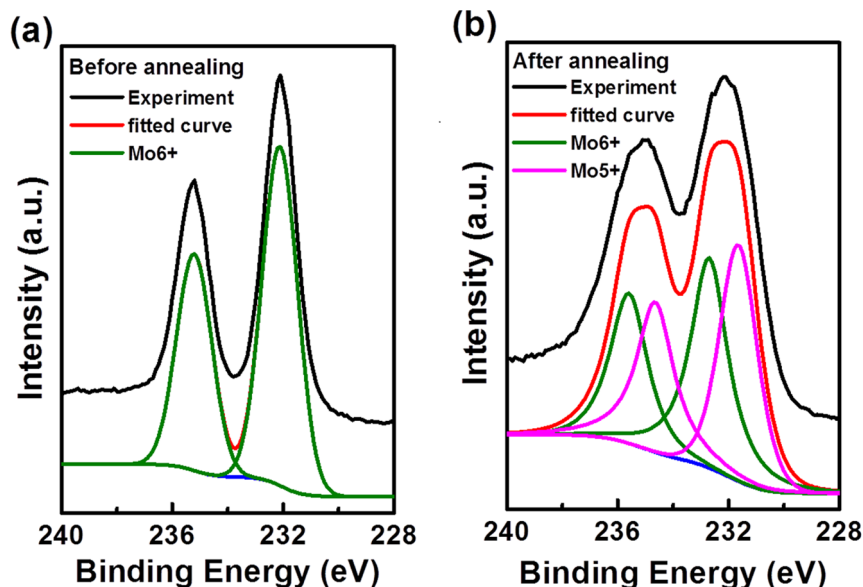 (a)
Before annealing
Experiment
fitted curve
Mo6+
Intensity (a.u.)
240 236 232 228
Binding Energy (eV)
(b)
After annealing
Experiment
fitted curve
Mo6+
Mo5+
Intensity (a.u.)
240 236 232 228
Binding Energy (eV)